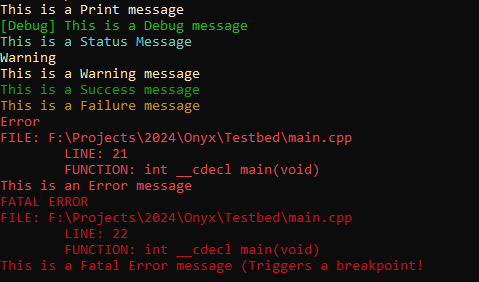 This is a Print message
[Debug] This is a Debug message
This is a Status Message
Warning
This is a Warning message
This is a Success message
This is a Failure message
Error
FILE: F:\Projects\2024\Onyx\Testbed\main.cpp
LINE: 21
FUNCTION: int __cdecl main(void)
This is an Error message
FATAL ERROR
FILE: F:\Projects\2024\Onyx\Testbed\main.cpp
LINE: 22
FUNCTION: int __cdecl main(void)
This is a Fatal Error message (Triggers a breakpoint!